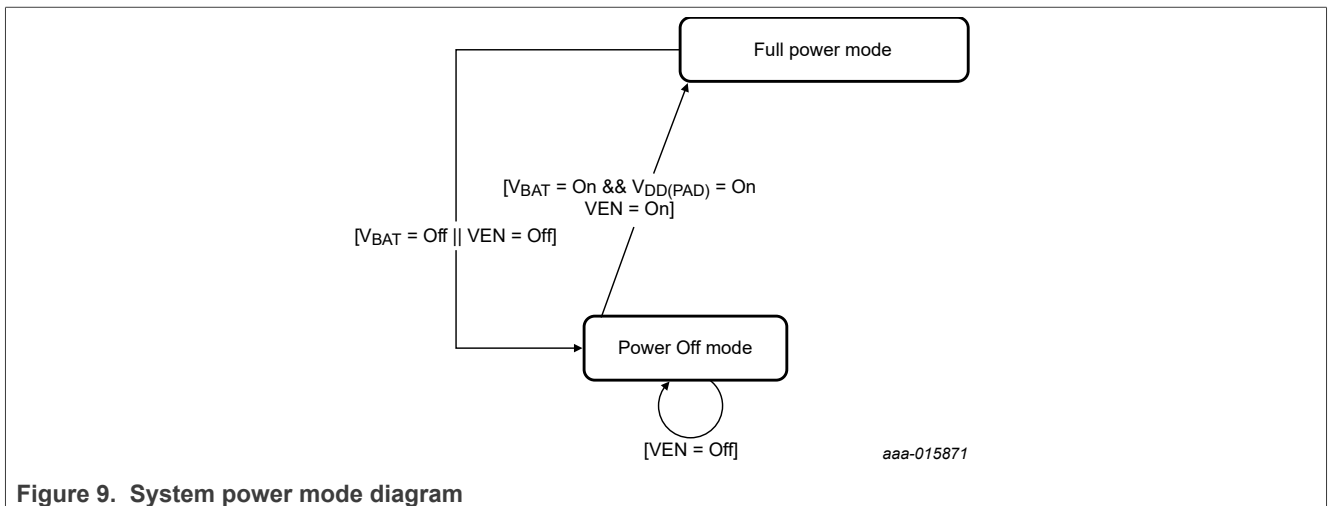 Full power mode
[VBAT = On && VDD(PAD) = On
VEN = On]
[VBAT = Off || VEN = Off]
Power Off mode
[VEN = Off]
aaa-015871
Figure 9. System power mode diagram